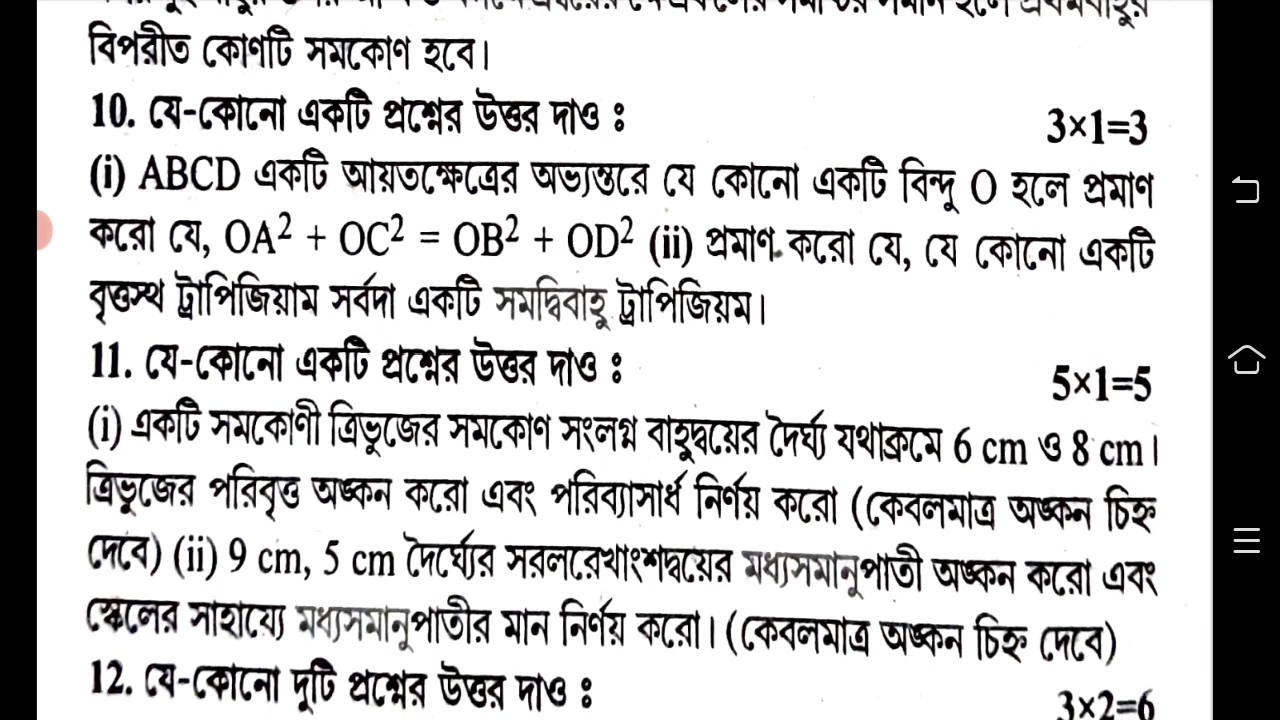 বিপরীত কোণটি সমকোণ হবে।
10. যে-কোনো একটি প্রশ্নের উত্তর দাও ঃ 3×1=3
(i) ABCD একটি আয়তক্ষেত্রের অভ্যন্তরে যে কোনো একটি বিন্দু O হলে প্রমাণ
করো যে, OA² + OC² = OB² + OD² (ii) প্রমাণ করো যে, যে কোনো একটি
বৃত্তস্থ ট্রাপিজিয়াম সর্বদা একটি সমদ্বিবাহু ট্রাপিজিয়ম।
11. যে-কোনো একটি প্রশ্নের উত্তর দাও ঃ 5×1=5
(i) একটি সমকোণী ত্রিভুজের সমকোণ সংলগ্ন বাহুদ্বয়ের দৈর্ঘ্য যথাক্রমে 6 cm ও 8 cm।
ত্রিভুজের পরিবৃত্ত অঙ্কন করো এবং পরিব্যাসার্ধ নির্ণয় করো (কেবলমাত্র অঙ্কন চিহ্ন
দেবে) (ii) 9 cm, 5 cm দৈর্ঘ্যের সরলরেখাংশদ্বয়ের মধ্যসমানুপাতী অঙ্কন করো এবং
স্কেলের সাহায্যে মধ্যসমানুপাতীর মান নির্ণয় করো। (কেবলমাত্র অঙ্কন চিহ্ন দেবে)
12. যে-কোনো দুটি প্রশ্নের উত্তর দাও ঃ 3×2=6